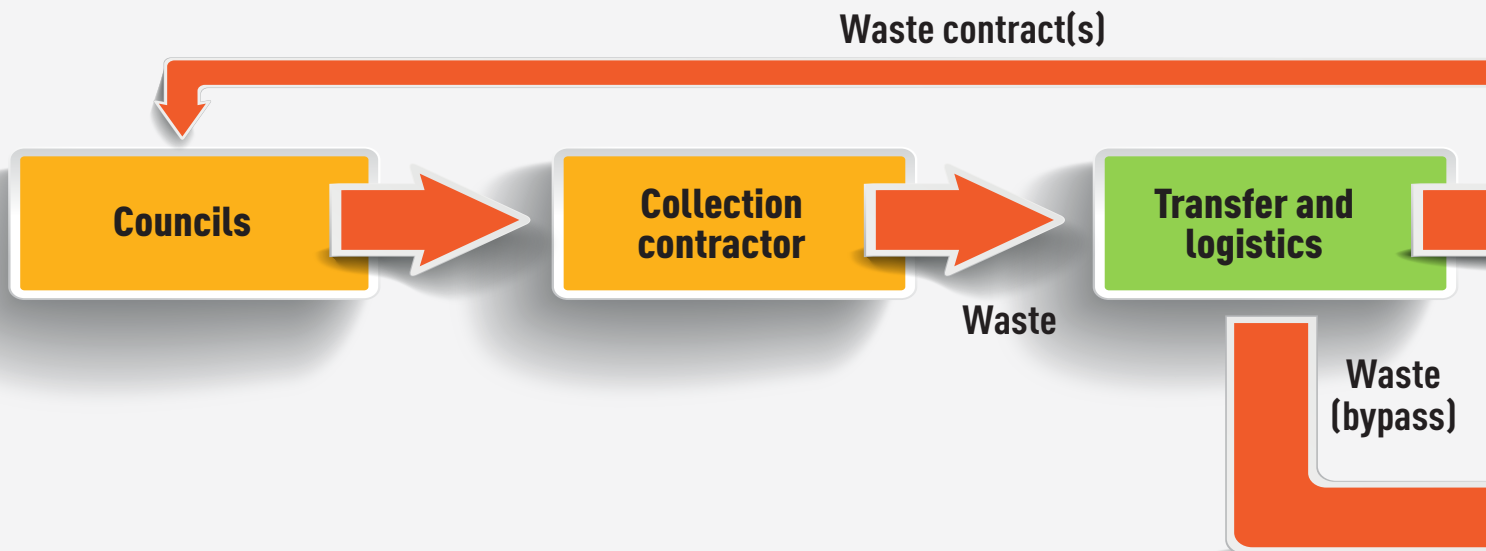 Waste contract(s)
Councils
Collection
contractor
Transfer and
logistics
Waste
Waste
(bypass)